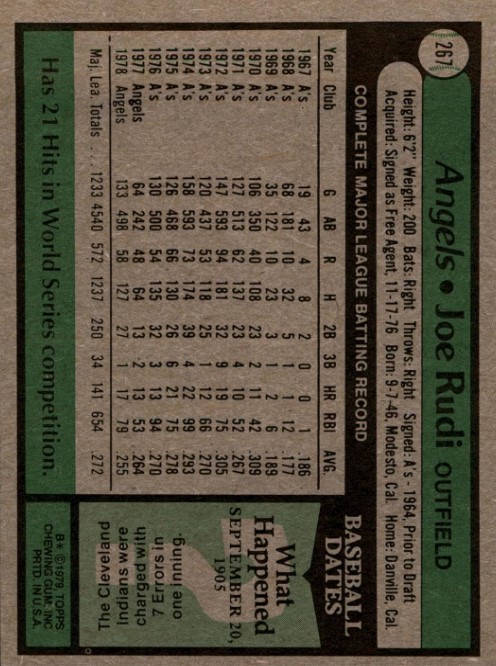 267
Angels • Joe Rudi OUTFIELD
Height: 6'2" Weight: 200 Bats: Right Throws: Right Signed: A's - 1964, Prior to Draft
Acquired: Signed as Free Agent, 11-17-76 Born: 9-7-46, Modesto, Cal. Home: Danville, Cal.
COMPLETE MAJOR LEAGUE BATTING RECORD
Year Club G AB R H 2B 3B HR RBI AVG.
1967 A's 19 43 4 8 2 0 0 1 .186
1968 A's 68 181 10 32 5 1 1 12 .177
1969 A's 35 122 10 23 3 1 2 6 .189
1970 A's 106 350 40 108 23 2 11 42 .309
1971 A's 127 513 62 137 23 4 10 52 .267
1972 A's 147 593 94 181 32 9 19 75 .305
1973 A's 120 437 53 118 25 1 12 66 .270
1974 A's 158 593 73 174 39 4 22 99 .293
1975 A's 126 468 66 130 26 6 21 75 .278
1976 A's 130 500 54 135 32 3 13 94 .270
1977 Angels 64 242 48 64 13 2 13 53 .264
1978 Angels 133 498 58 127 27 1 17 79 .255
Maj. Lea. Totals . . . 1233 4540 572 1237 250 34 141 654 .272
Has 21 Hits in World Series competition.
BASEBALL
DATES
What
Happened
SEPTEMBER 20,
1905
The Cleveland
Indians were
charged with
7 Errors in
one inning.
B* ©1979 TOPPS
CHEWING GUM, INC
PRTD. IN U.S.A.